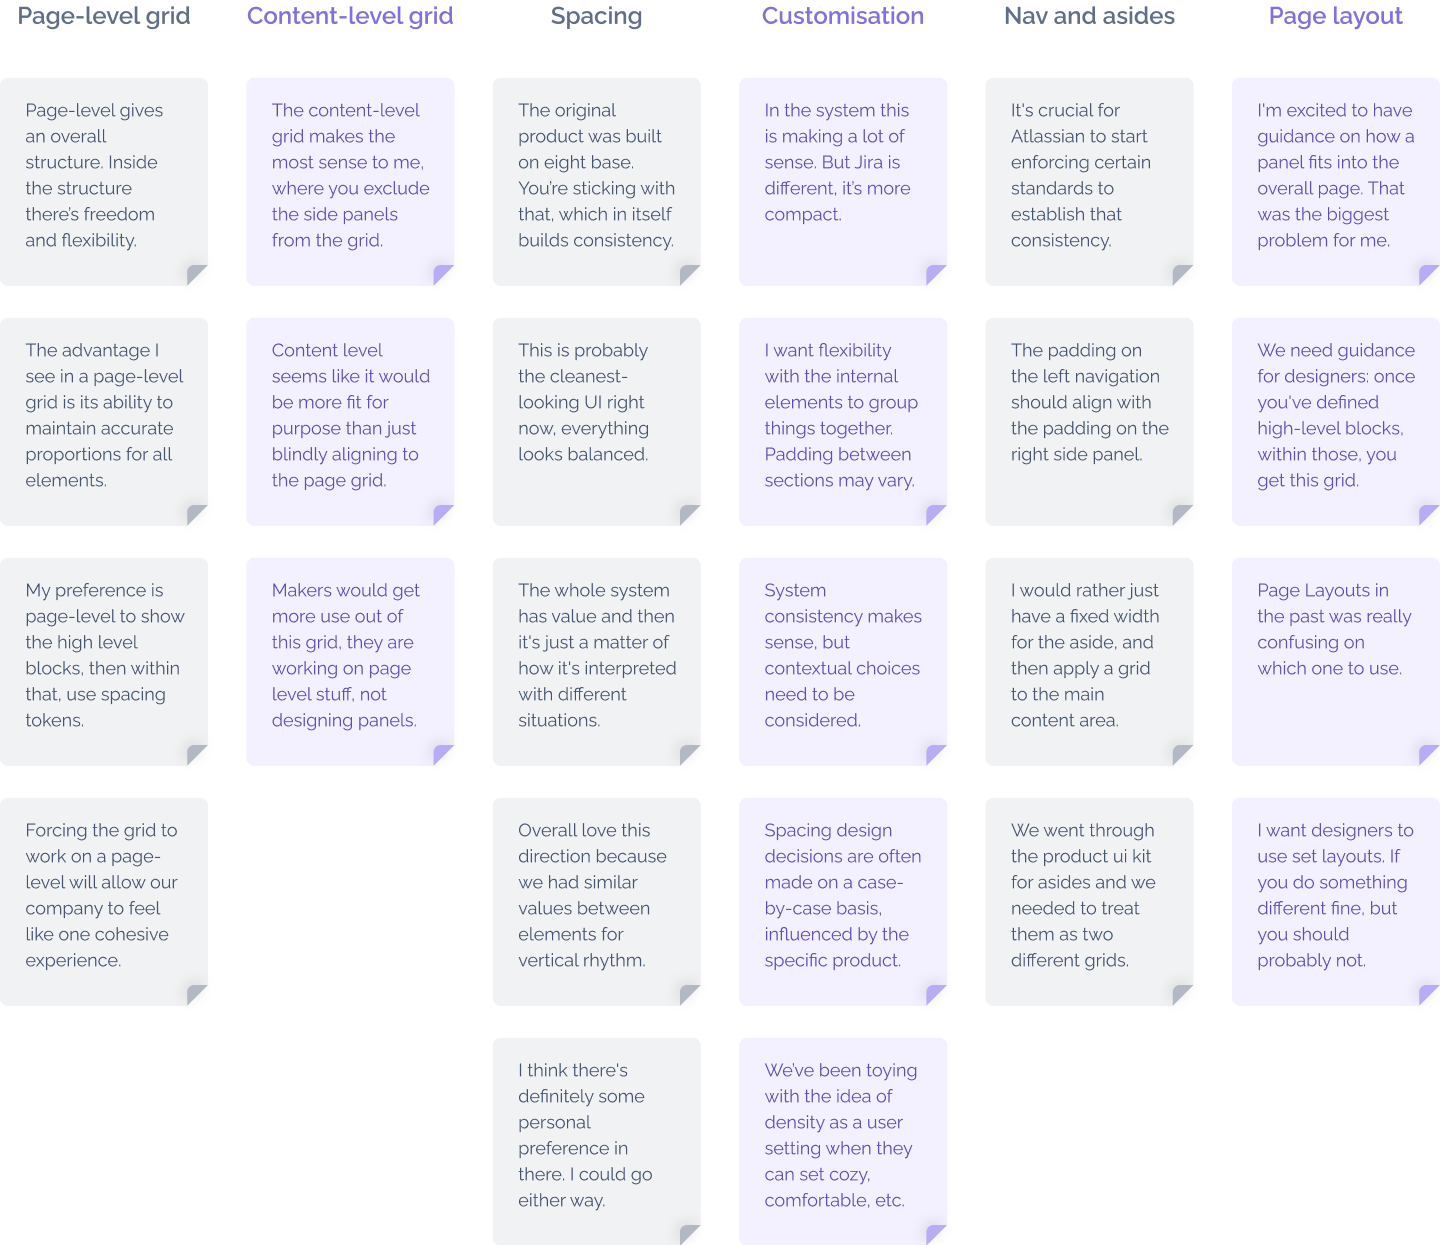 Page-level grid
Page-level gives
an overall
structure. Inside
the structure
there’s freedom
and flexibility.
The advantage I
see in a page-level
grid is its ability to
maintain accurate
proportions for all
elements.
My preference is
page-level to show
the high level
blocks, then within
that, use spacing
tokens.
Forcing the grid to
work on a page-
level will allow our
company to feel
like one cohesive
experience.
Content-level grid
The content-level
grid makes the
most sense to me,
where you exclude
the side panels
from the grid.
Content level
seems like it would
be more fit for
purpose than just
blindly aligning to
the page grid.
Makers would get
more use out of
this grid, they are
working on page
level stuff, not
designing panels.
Spacing
The original
product was built
on eight base.
You’re sticking with
that, which in itself
builds consistency.
This is probably
the cleanest-
looking UI right
now, everything
looks balanced.
The whole system
has value and then
it's just a matter of
how it's interpreted
with different
situations.
Overall love this
direction because
we had similar
values between
elements for
vertical rhythm.
I think there's
definitely some
personal
preference in
there. I could go
either way.
Customisation
In the system this
is making a lot of
sense. But Jira is
different, it’s more
compact.
I want flexibility
with the internal
elements to group
things together.
Padding between
sections may vary.
System
consistency makes
sense, but
contextual choices
need to be
considered.
Spacing design
decisions are often
made on a case-
by-case basis,
influenced by the
specific product.
We’ve been toying
with the idea of
density as a user
setting when they
can set cozy,
comfortable, etc.
Nav and asides
It's crucial for
Atlassian to start
enforcing certain
standards to
establish that
consistency.
The padding on
the left navigation
should align with
the padding on the
right side panel.
I would rather just
have a fixed width
for the aside, and
then apply a grid
to the main
content area.
We went through
the product ui kit
for asides and we
needed to treat
them as two
different grids.
Page layout
I'm excited to have
guidance on how a
panel fits into the
overall page. That
was the biggest
problem for me.
We need guidance
for designers: once
you've defined
high-level blocks,
within those, you
get this grid.
Page Layouts in
the past was really
confusing on
which one to use.
I want designers to
use set layouts. If
you do something
different fine, but
you should
probably not.